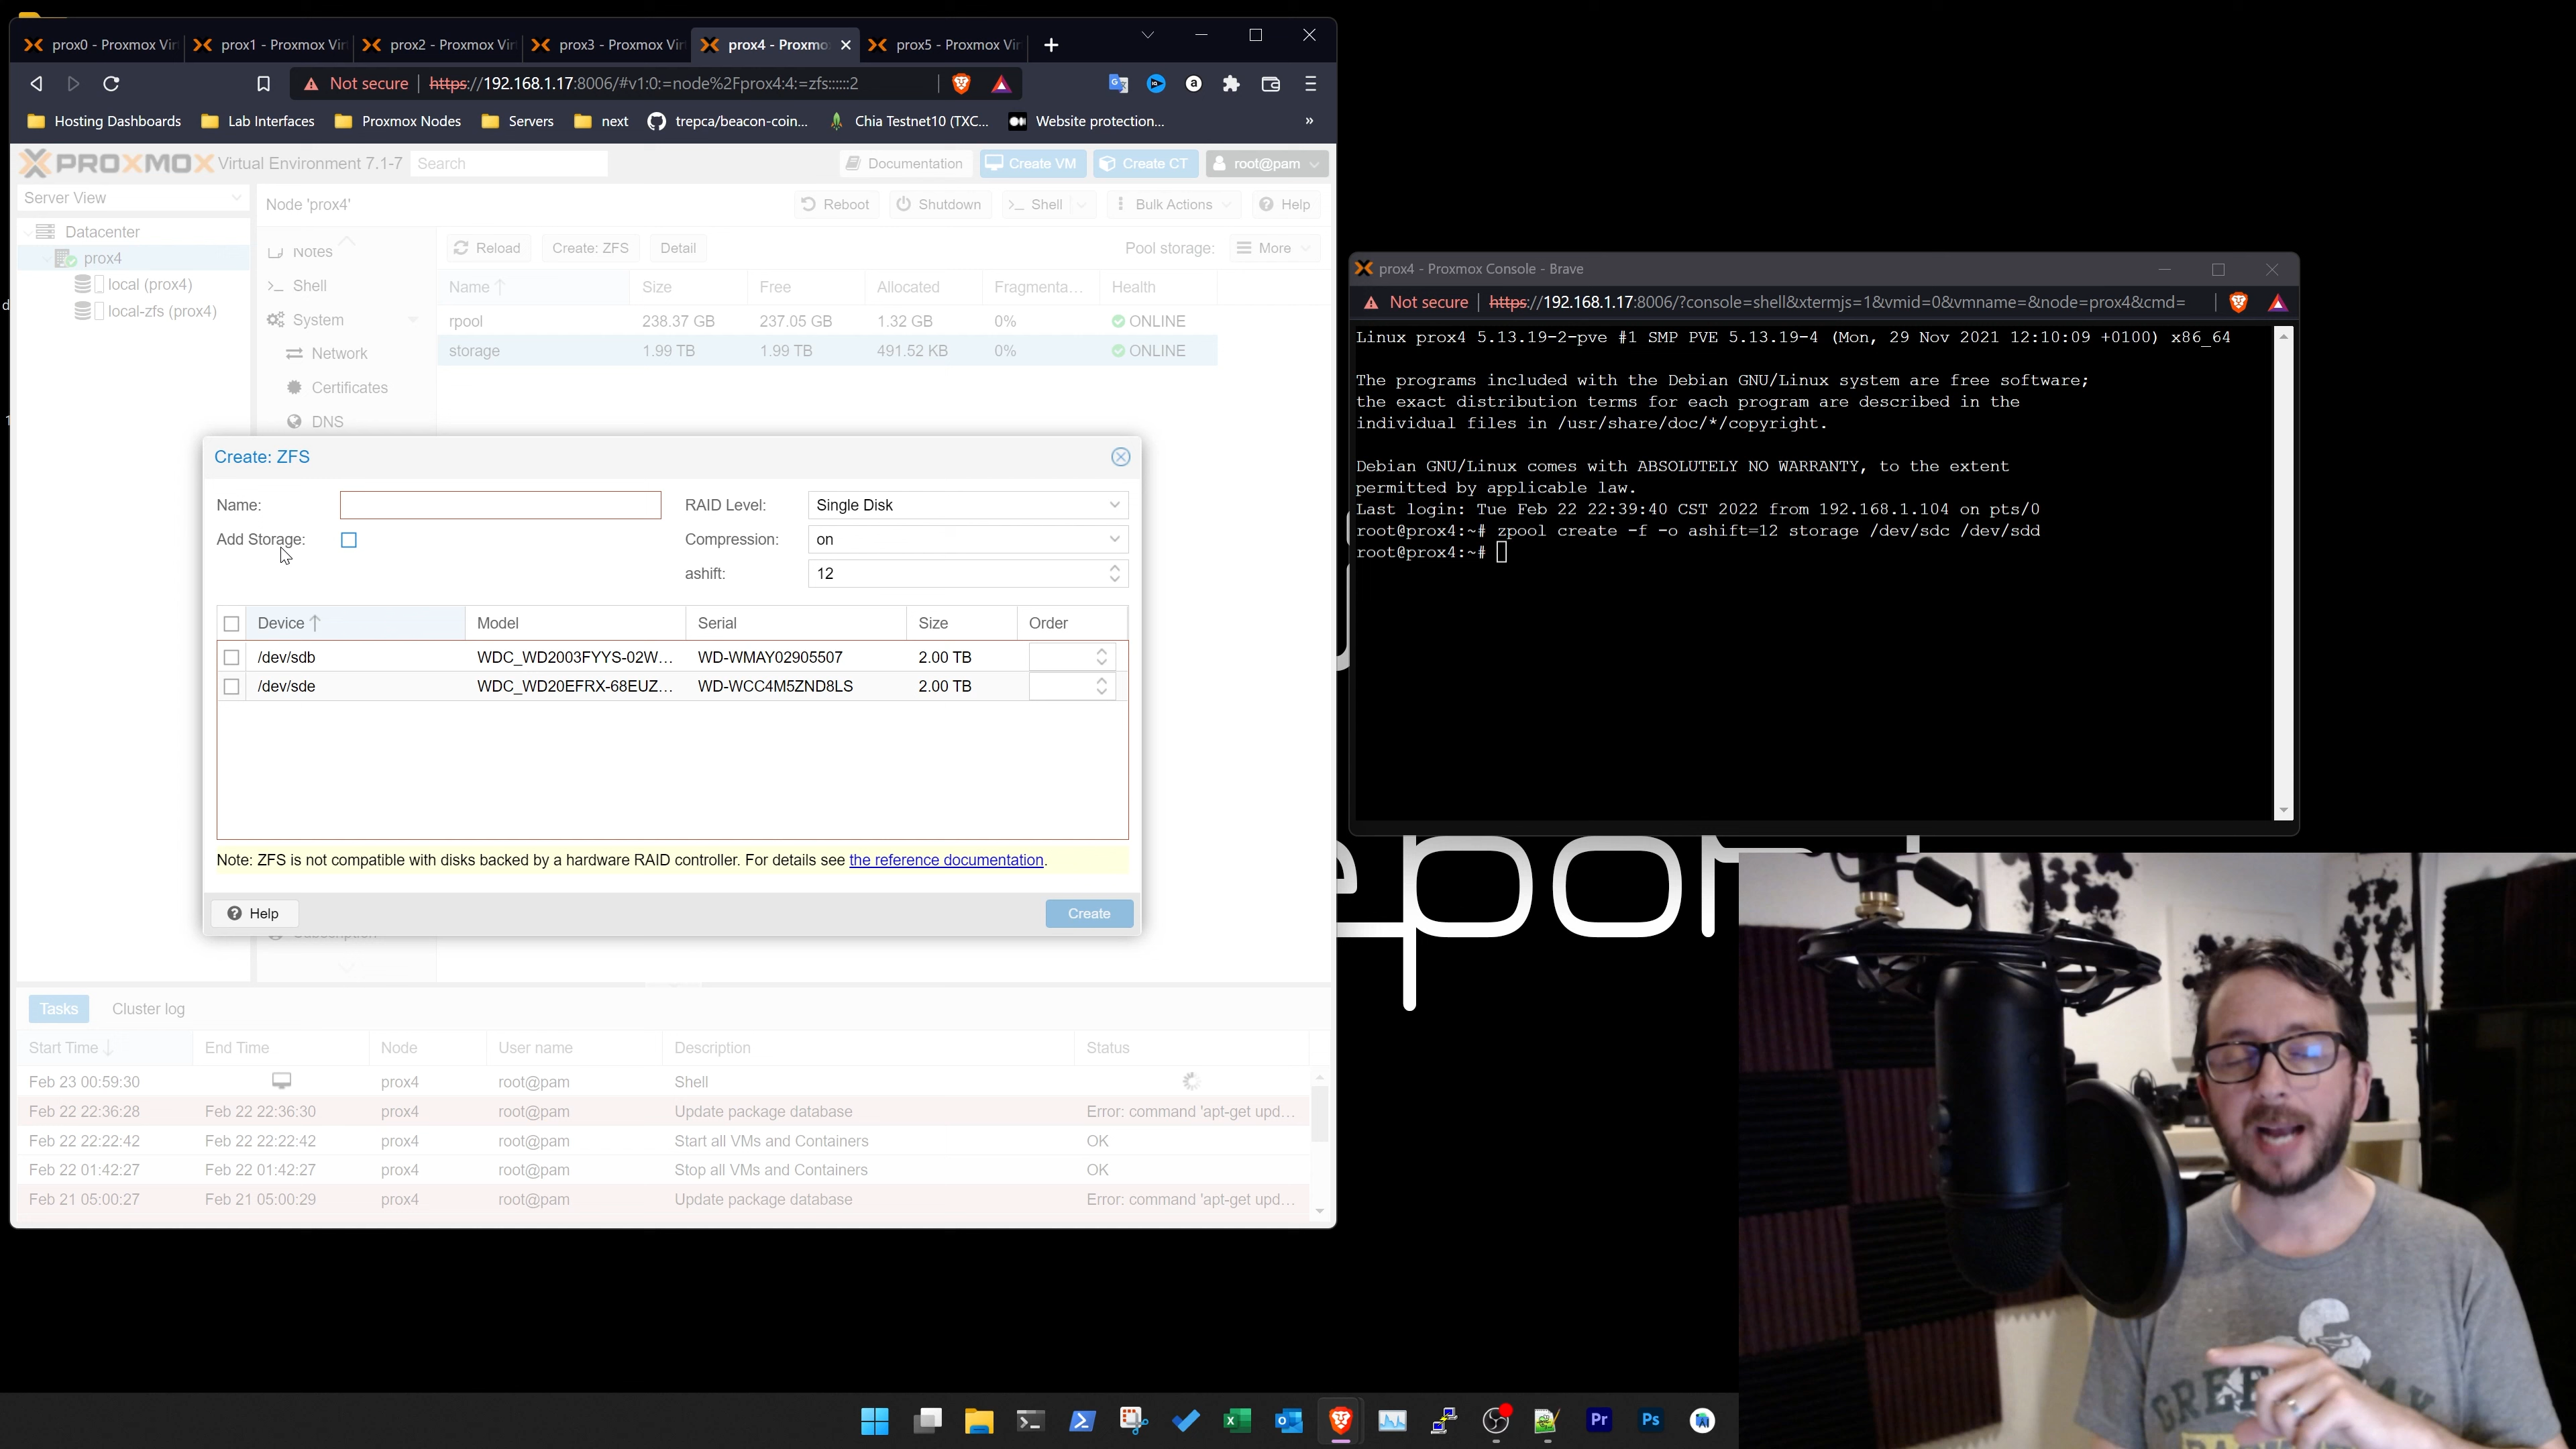 prox0 - Proxmox Vir
prox1 - Proxmox Vir
prox2 - Proxmox Vir
prox3 - Proxmox Vir
prox4 - Proxmo
prox5 - Proxmox Vir
Not secure
https://192.168.1.17:8006/#v1:0:=node%2Fprox4:4:=zfs::::::2
Hosting Dashboards
Lab Interfaces
Proxmox Nodes
Servers
next
trepca/beacon-coin...
Chia Testnet10 (TXC...
Website protection...
»
PROXMOX Virtual Environment 7.1-7
Search
Documentation
Create VM
Create CT
root@pam
Server View
Datacenter
prox4
local (prox4)
local-zfs (prox4)
Node 'prox4'
Reboot
Shutdown
>_ Shell
Bulk Actions
Help
Notes
>_ Shell
System
Network
Certificates
DNS
Reload
Create: ZFS
Detail
Pool storage:
More
Name Size Free Allocated Fragmenta... Health
rpool 238.37 GB 237.05 GB 1.32 GB 0% ONLINE
storage 1.99 TB 1.99 TB 491.52 KB 0% ONLINE
Create: ZFS
Name:
RAID Level: Single Disk
Add Storage:
Compression: on
ashift: 12
Device Model Serial Size Order
/dev/sdb WDC_WD2003FYYS-02W... WD-WMAY02905507 2.00 TB
/dev/sde WDC_WD20EFRX-68EUZ... WD-WCC4M5ZND8LS 2.00 TB
Note: ZFS is not compatible with disks backed by a hardware RAID controller. For details see the reference documentation.
Help
Create
Tasks
Cluster log
Start Time End Time Node User name Description Status
Feb 23 00:59:30 prox4 root@pam Shell
Feb 22 22:36:28 Feb 22 22:36:30 prox4 root@pam Update package database Error: command 'apt-get upd...
Feb 22 22:22:42 Feb 22 22:22:42 prox4 root@pam Start all VMs and Containers OK
Feb 22 01:42:27 Feb 22 01:42:27 prox4 root@pam Stop all VMs and Containers OK
Feb 21 05:00:27 Feb 21 05:00:29 prox4 root@pam Update package database Error: command 'apt-get upd...
prox4 - Proxmox Console - Brave
Not secure
https://192.168.1.17:8006/?console=shell&xtermjs=1&vmid=0&vmname=&node=prox4&cmd=
Linux prox4 5.13.19-2-pve #1 SMP PVE 5.13.19-4 (Mon, 29 Nov 2021 12:10:09 +0100) x86_64
The programs included with the Debian GNU/Linux system are free software;
the exact distribution terms for each program are described in the
individual files in /usr/share/doc/*/copyright.
Debian GNU/Linux comes with ABSOLUTELY NO WARRANTY, to the extent
permitted by applicable law.
Last login: Tue Feb 22 22:39:40 CST 2022 from 192.168.1.104 on pts/0
root@prox4:~# zpool create -f -o ashift=12 storage /dev/sdc /dev/sdd
root@prox4:~#
Pr
Ps